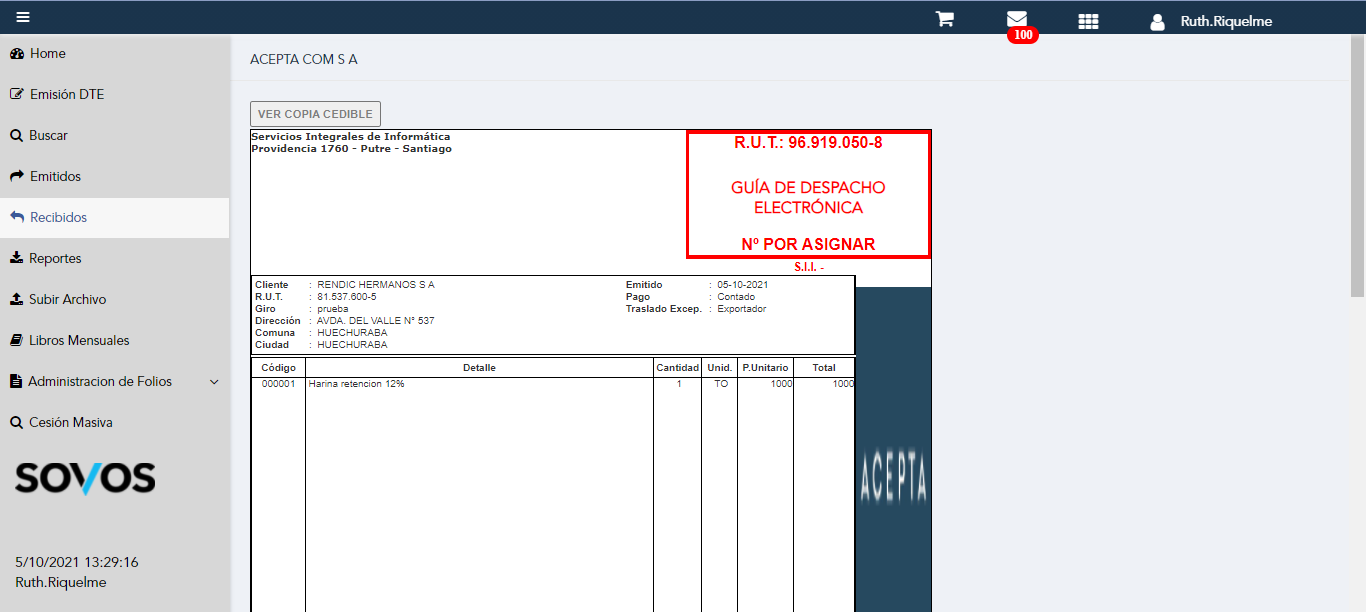 Ruth.Riquelme
100
Home
Emisión DTE
Buscar
Emitidos
Recibidos
Reportes
Subir Archivo
Libros Mensuales
Administracion de Folios
Cesión Masiva
SOVOS
5/10/2021 13:29:16
Ruth.Riquelme
ACEPTA COM S A
VER COPIA CEDIBLE
Servicios Integrales de Informática
Providencia 1760 - Putre - Santiago
R.U.T.: 96.919.050-8
GUÍA DE DESPACHO
ELECTRÓNICA
Nº POR ASIGNAR
S.I.I. -
Cliente : RENDIC HERMANOS S A Emitido : 05-10-2021
R.U.T. : 81.537.600-5 Pago : Contado
Giro : prueba Traslado Excep. : Exportador
Dirección : AVDA. DEL VALLE N° 537
Comuna : HUECHURABA
Ciudad : HUECHURABA
Código Detalle Cantidad Unid. P.Unitario Total
000001 Harina retencion 12% 1 TO 1000 1000
ACEPTA